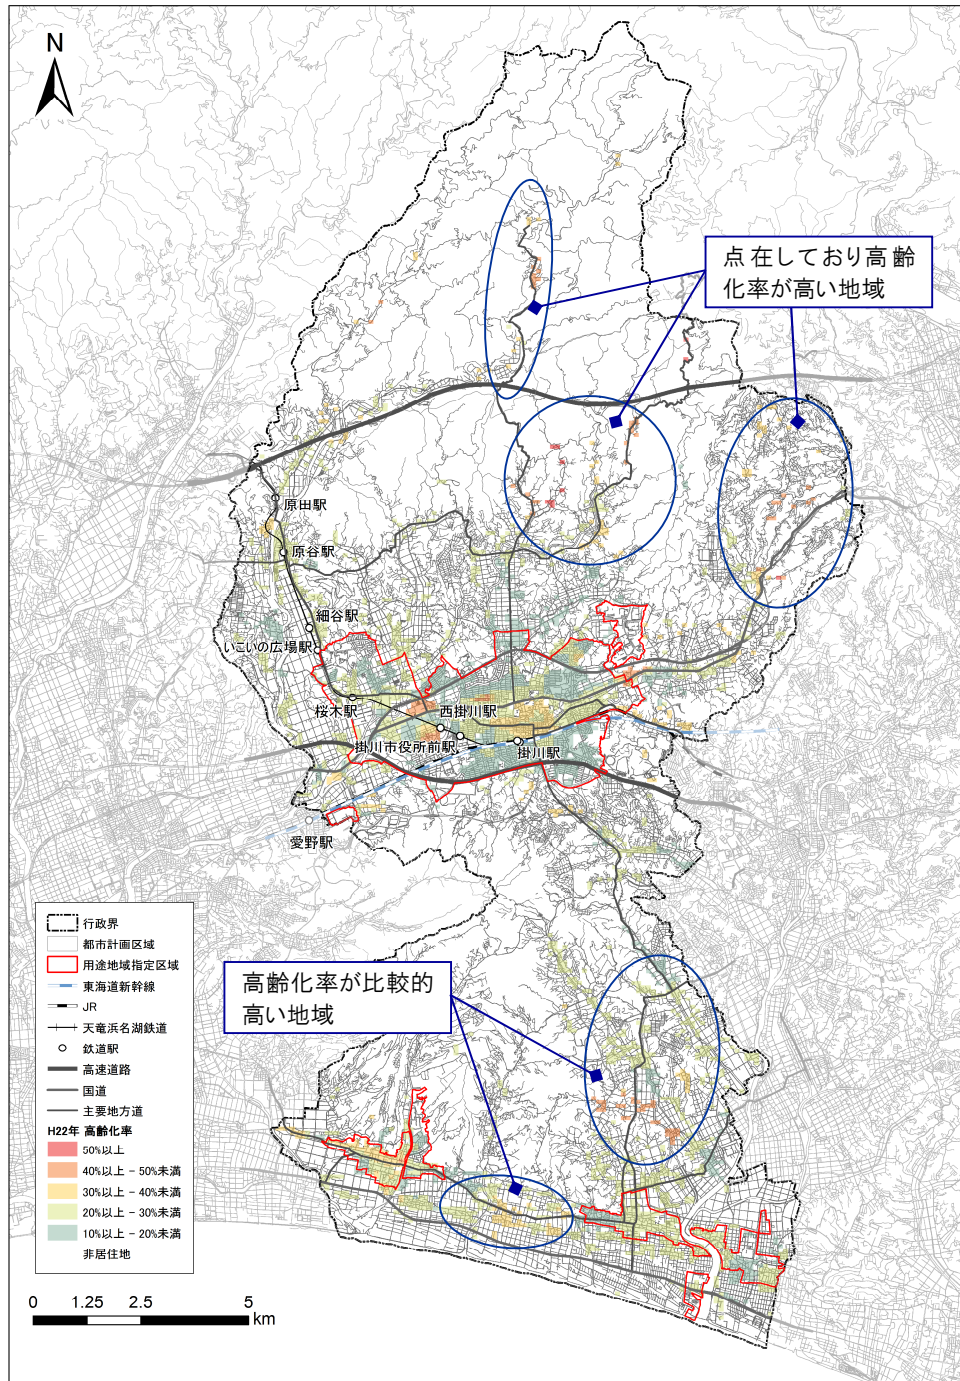 N
点在しており高齢
化率が高い地域
原田駅
原谷駅
細谷駅
いこいの広場駅
桜木駅
西掛川駅
掛川市役所前駅
掛川駅
愛野駅
高齢化率が比較的
高い地域
行政界
都市計画区域
用途地域指定区域
東海道新幹線
JR
天竜浜名湖鉄道
鉄道駅
高速道路
国道
主要地方道
H22年 高齢化率
50%以上
40%以上 - 50%未満
30%以上 - 40%未満
20%以上 - 30%未満
10%以上 - 20%未満
非居住地
0 1.25 2.5 5
km